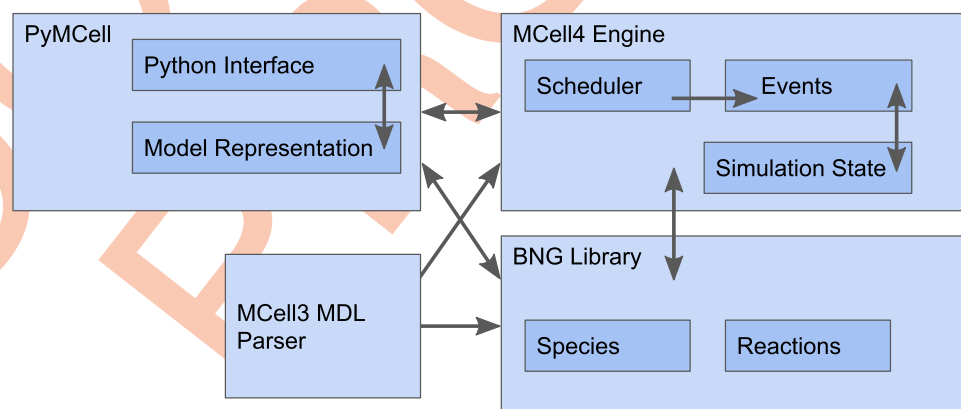 PyMCell
Python Interface
Model Representation
MCell4 Engine
Scheduler
Events
Simulation State
MCell3 MDL
Parser
BNG Library
Species
Reactions